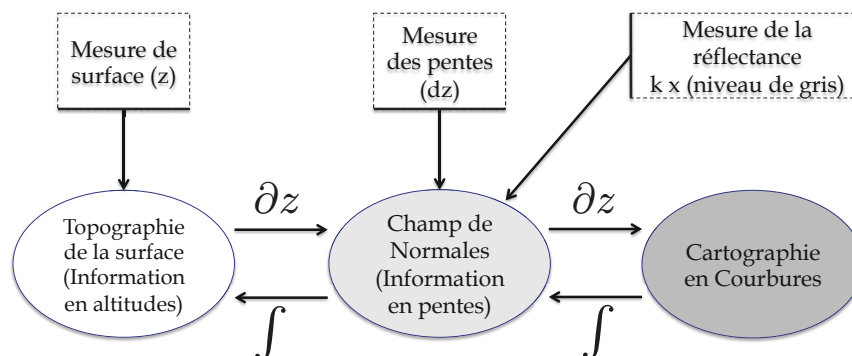 Mesure de
surface (z)
Mesure
des pentes
(dz)
Mesure de la
réflectance
k x (niveau de gris)
Topographie
de la surface
(Information
en altitudes)
∂z
∫
Champ de
Normales
(Information
en pentes)
∂z
∫
Cartographie
en Courbures